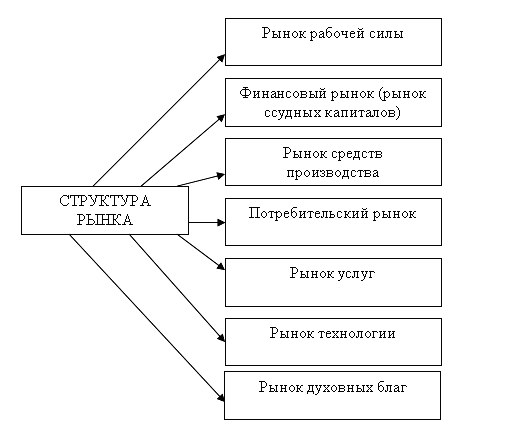 Рынок рабочей силы
Финансовый рынок (рынок
ссудных капиталов)
Рынок средств
производства
СТРУКТУРА
РЫНКА
Потребительский рынок
Рынок услуг
Рынок технологии
Рынок духовных благ